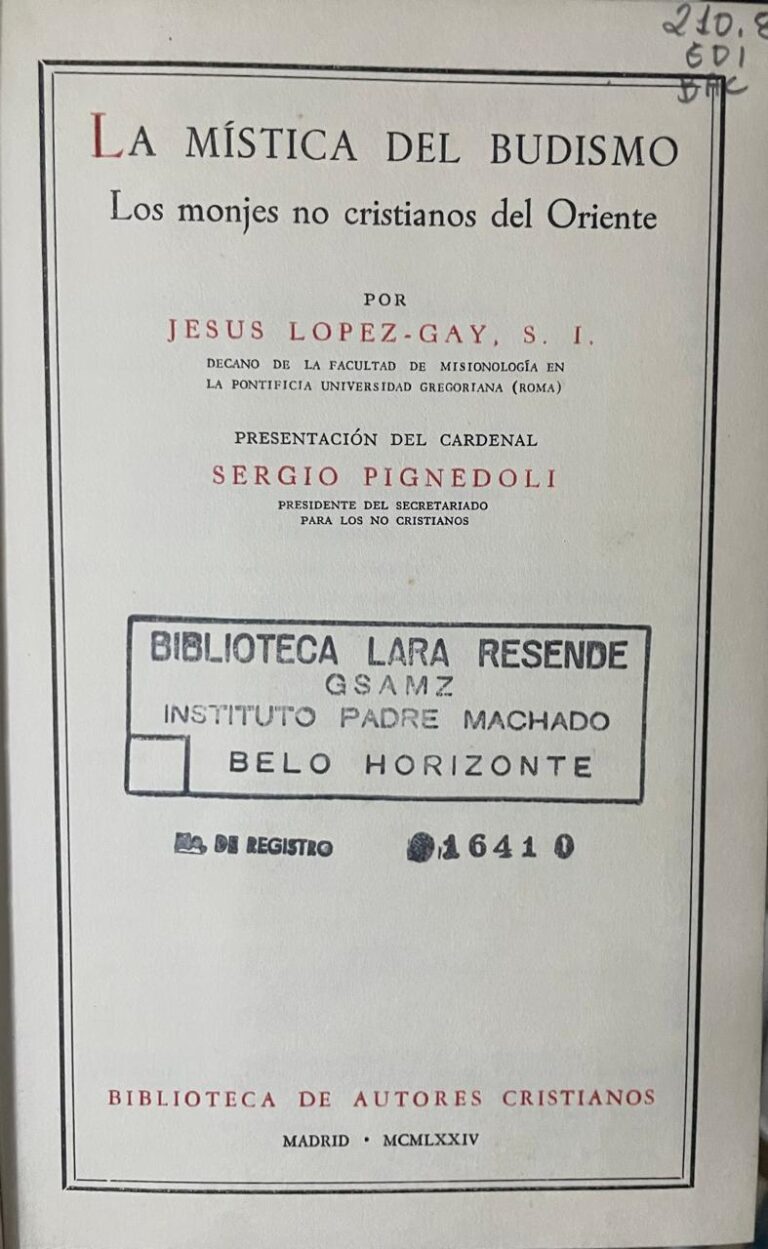 210.8
EDI
BAC
LA MÍSTICA DEL BUDISMO
Los monjes no cristianos del Oriente
POR
JESUS LOPEZ-GAY, S. I.
DECANO DE LA FACULTAD DE MISIONOLOGÍA EN
LA PONTIFICIA UNIVERSIDAD GREGORIANA (ROMA)
PRESENTACIÓN DEL CARDENAL
SERGIO PIGNEDOLI
PRESIDENTE DEL SECRETARIADO
PARA LOS NO CRISTIANOS
BIBLIOTECA LARA RESENDE
GSAMZ
INSTITUTO PADRE MACHADO
BELO HORIZONTE
DE REGISTRO 16410
BIBLIOTECA DE AUTORES CRISTIANOS
MADRID • MCMLXXIV